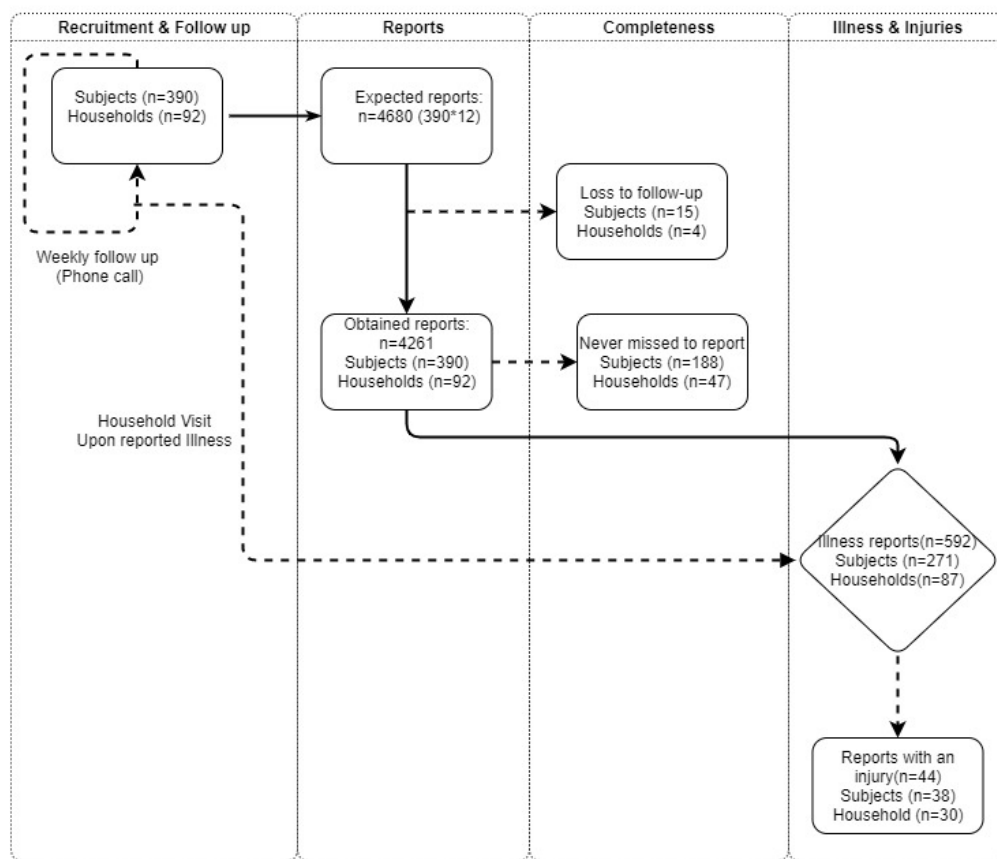 Recruitment & Follow up
Reports
Completeness
Illness & Injuries
Subjects (n=390)
Households (n=92)
Expected reports:
n=4680 (390*12)
Loss to follow-up
Subjects (n=15)
Households (n=4)
Weekly follow up
(Phone call)
Obtained reports:
n=4261
Subjects (n=390)
Households (n=92)
Never missed to report
Subjects (n=188)
Households (n=47)
Household Visit
Upon reported Illness
Illness reports(n=592)
Subjects (n=271)
Households(n=87)
Reports with an
injury(n=44)
Subjects (n=38)
Household (n=30)